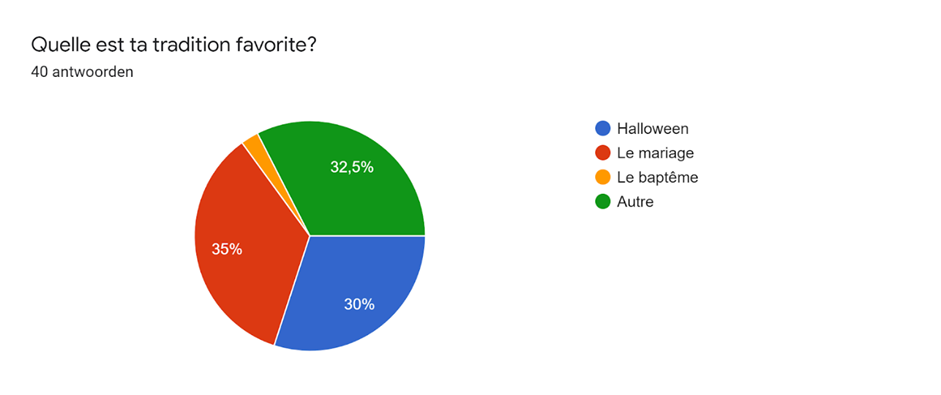 Quelle est ta tradition favorite?
40 antwoorden
32,5%
35%
30%
Halloween
Le mariage
Le baptême
Autre